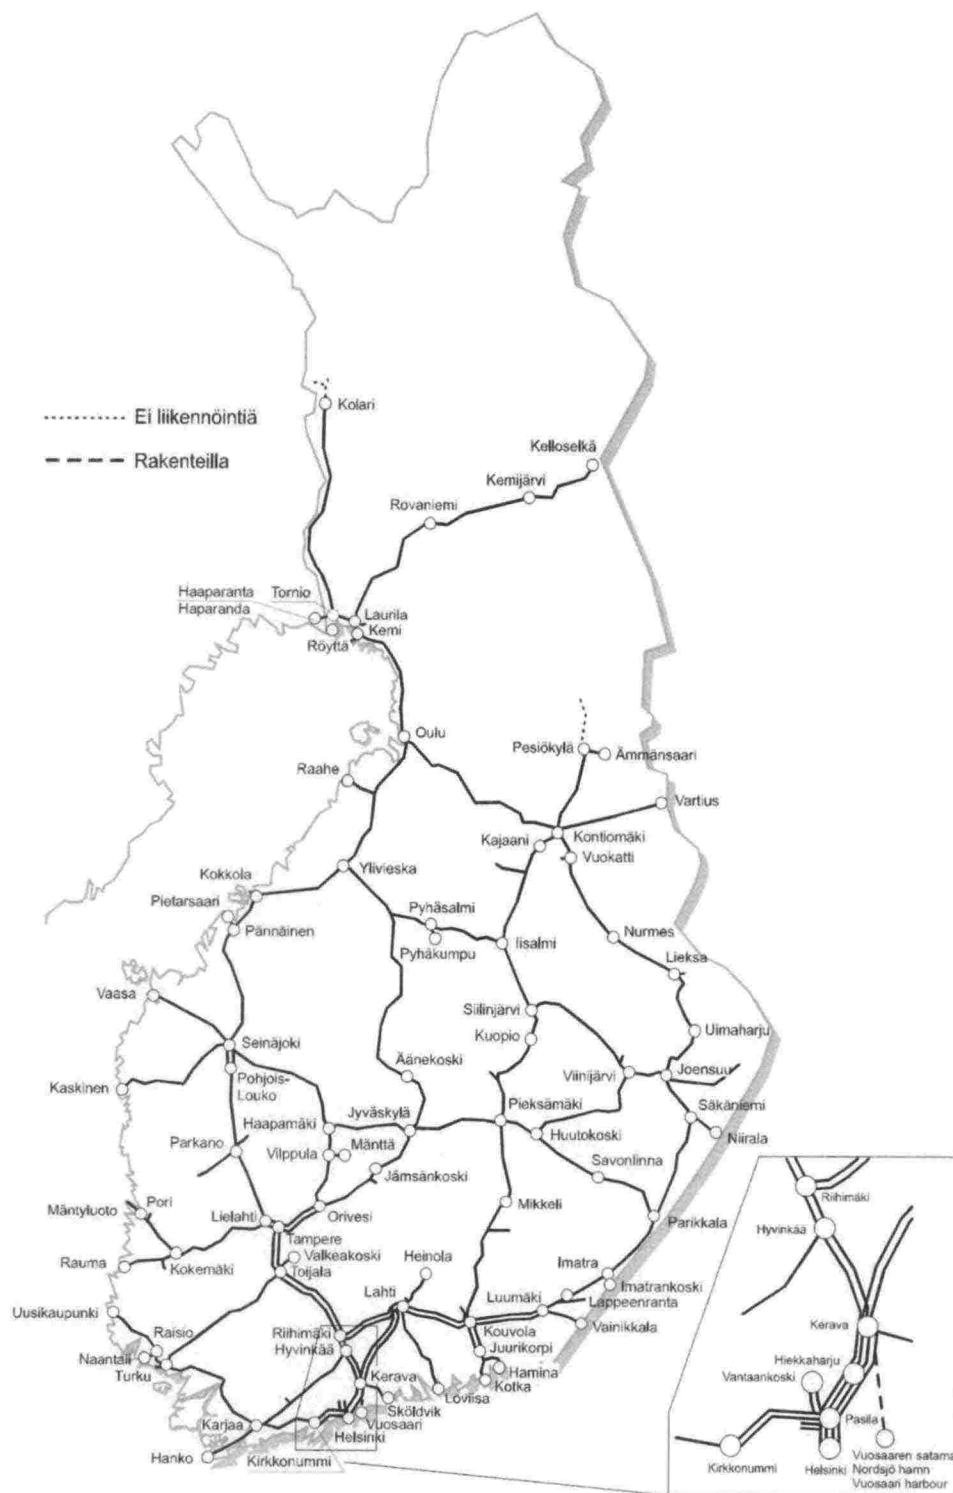 Kolari
Ei liikennöintiä
Rakenteilla
Kelloselkä
Kemijärvi
Rovaniemi
Haaparanta
Haparanda
Tornio
Laurila
Kemi
Röyttä
Oulu
Pesiökylä
Ämmänsaari
Raahe
Vartius
Kontiomäki
Kajaani
Vuokatti
Ylivieska
Kokkola
Pietarsaari
Pännäinen
Pyhäsalmi
Pyhäkumpu
Iisalmi
Nurmes
Lieksa
Vaasa
Siilinjärvi
Kuopio
Uimaharju
Seinäjoki
Kaskinen
Pohjois-
Louko
Äänekoski
Viinijärvi
Joensuu
Säkäniemi
Niirala
Jyväskylä
Pieksämäki
Haapamäki
Mänttä
Huutokoski
Parkano
Vilppula
Savonlinna
Jämsänkoski
Mäntyluoto
Pori
Lielahti
Orivesi
Mikkeli
Parikkala
Tampere
Valkeakoski
Rauma
Kokemäki
Toijala
Heinola
Imatra
Imatrankoski
Lahti
Luumäki
Lappeenranta
Uusikaupunki
Vainikkala
Raisio
Riihimäki
Hyvinkää
Kouvola
Juurikorpi
Naantali
Turku
Kerava
Hamina
Kotka
Loviisa
Sköldvik
Vuosaari
Karjaa
Helsinki
Hanko
Kirkkonummi
Riihimäki
Hyvinkää
Kerava
Hiekkaharju
Vantaankoski
Pasila
Kirkkonummi
Helsinki
Vuosaaren satama
Nordsjö hamn
Vuosaari harbour